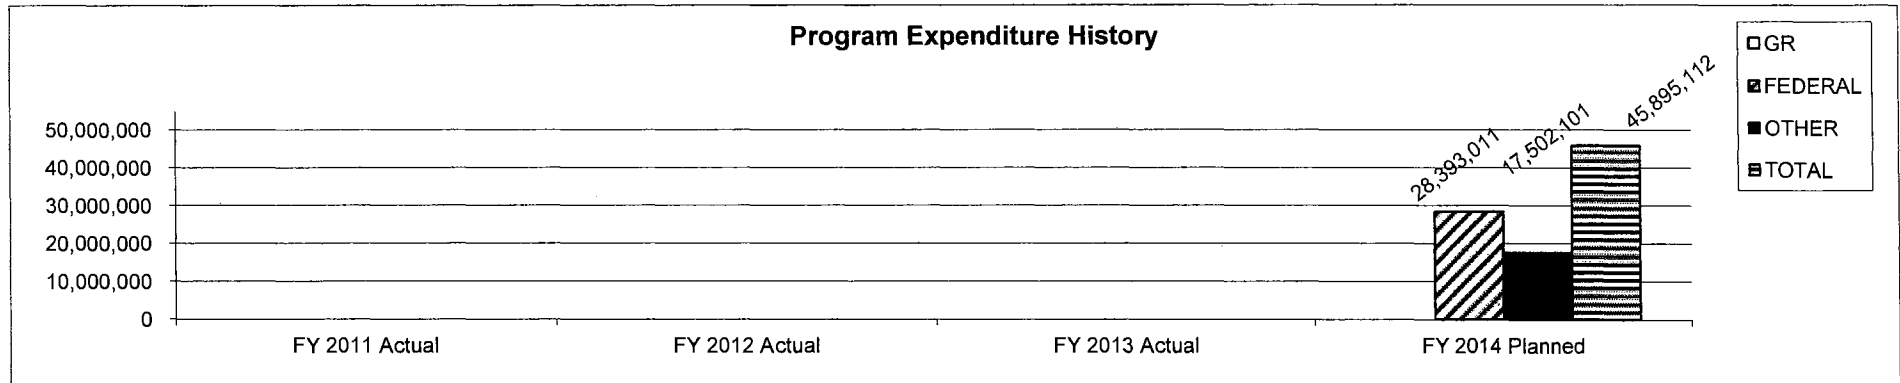 Program Expenditure History
GR
FEDERAL
OTHER
TOTAL
50,000,000
40,000,000
30,000,000
20,000,000
10,000,000
0
28,393,011
17,502,101
45,895,112
FY 2011 Actual
FY 2012 Actual
FY 2013 Actual
FY 2014 Planned